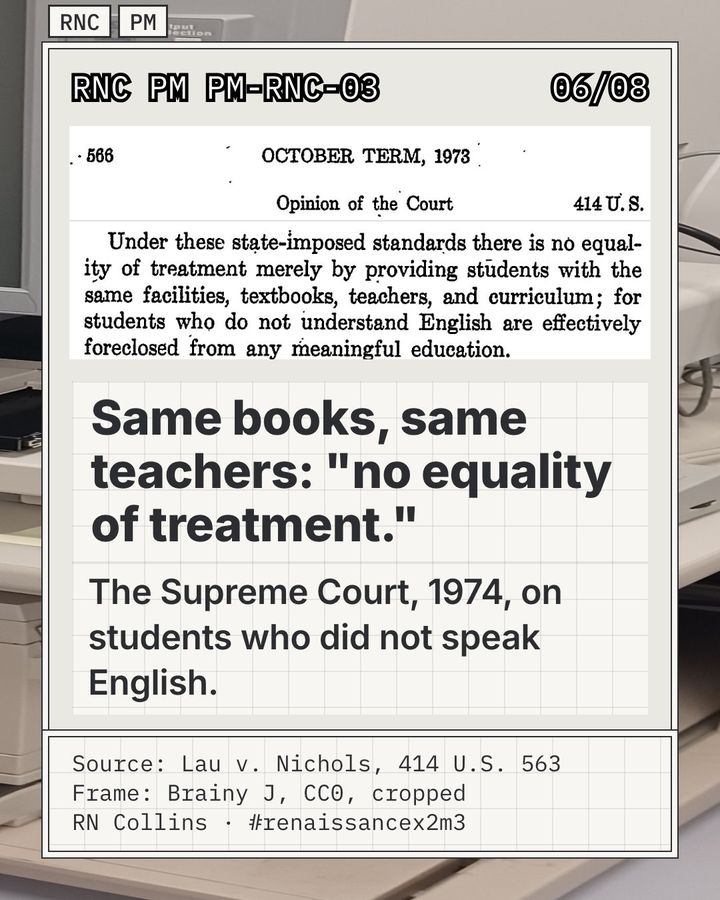 RNC PM
RNC PM PM-RNC-03 06/08
566 OCTOBER TERM, 1973
Opinion of the Court 414 U. S.
Under these state-imposed standards there is no equal-
ity of treatment merely by providing students with the
same facilities, textbooks, teachers, and curriculum; for
students who do not understand English are effectively
foreclosed from any meaningful education.
Same books, same
teachers: "no equality
of treatment."
The Supreme Court, 1974, on
students who did not speak
English.
Source: Lau v. Nichols, 414 U.S. 563
Frame: Brainy J, CC0, cropped
RN Collins · #renaissancex2m3